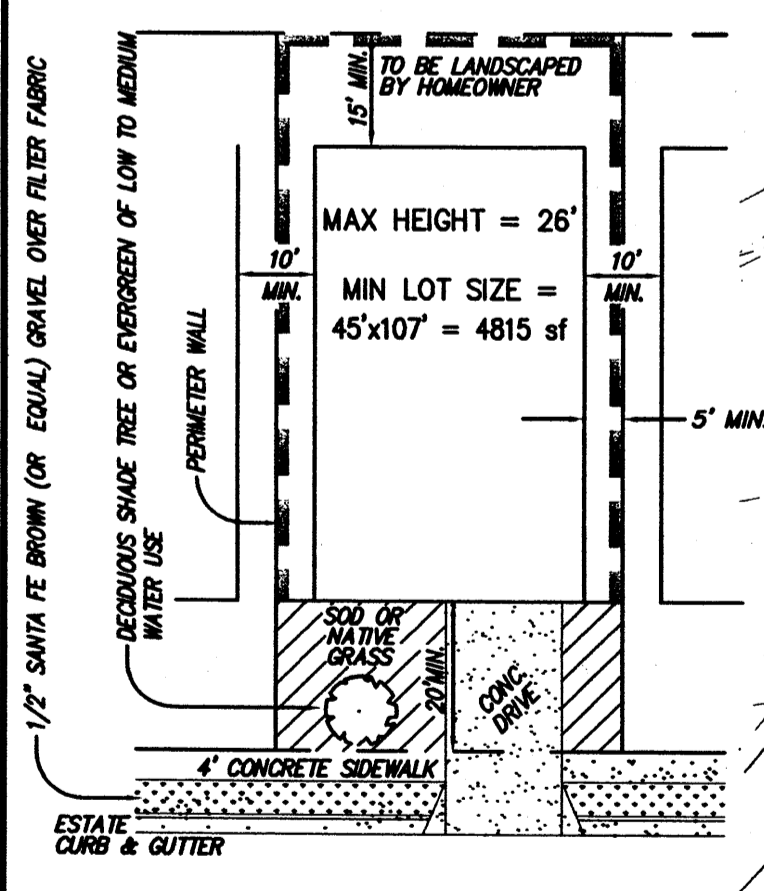 15' MIN.
TO BE LANDSCAPED
BY HOMEOWNER
1/2" SANTA FE BROWN (OR EQUAL) GRAVEL OVER FILTER FABRIC
DECIDUOUS SHADE TREE OR EVERGREEN OF LOW TO MEDIUM
WATER USE
MAX HEIGHT = 26'
10'
MIN.
10'
MIN.
MIN LOT SIZE =
45'x107' = 4815 sf
PERIMETER WALL
5' MIN.
SOD OR
NATIVE
GRASS
20'MIN.
CONC.
DRIVE
4' CONCRETE SIDEWALK
ESTATE
CURB & GUTTER